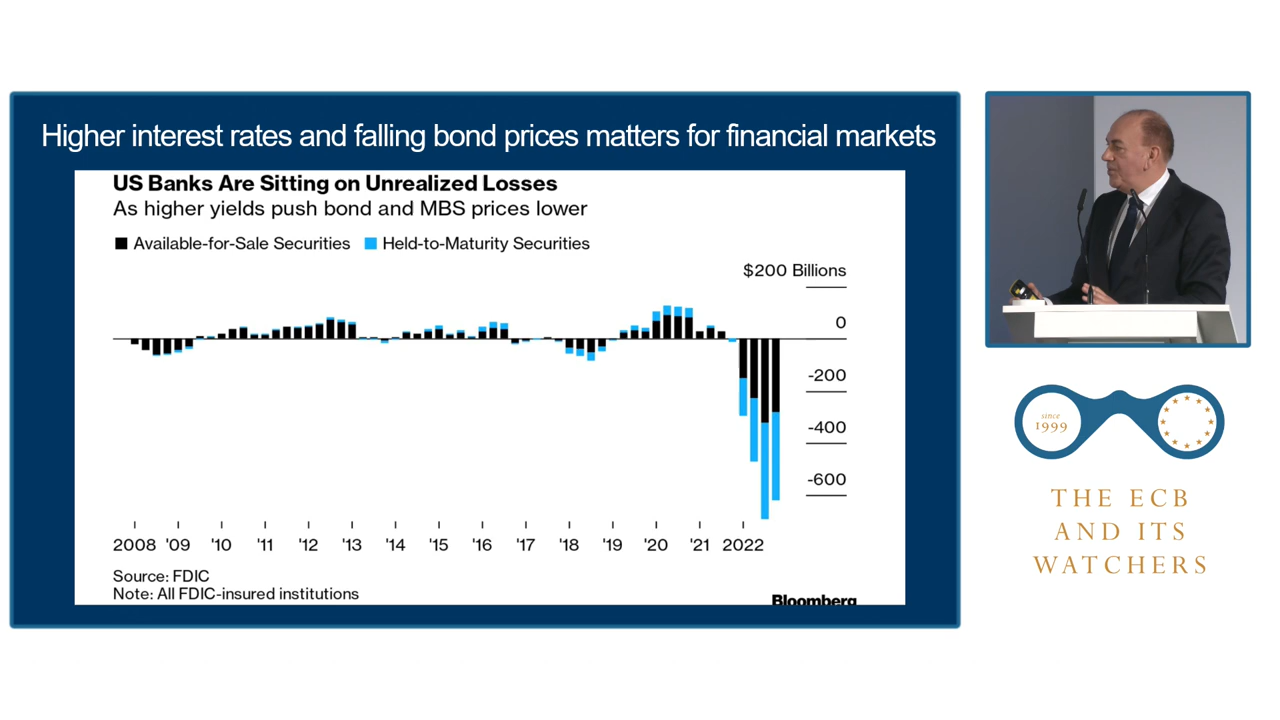 Higher interest rates and falling bond prices matters for financial markets
US Banks Are Sitting on Unrealized Losses
As higher yields push bond and MBS prices lower
Available-for-Sale Securities Held-to-Maturity Securities
$200 Billions
0
-200
-400
-600
2008 '09 '10 '11 '12 '13 '14 '15 '16 '17 '18 '19 '20 '21 2022
Source: FDIC
Note: All FDIC-insured institutions
Bloomberg
since
1999
THE ECB
AND ITS
WATCHERS